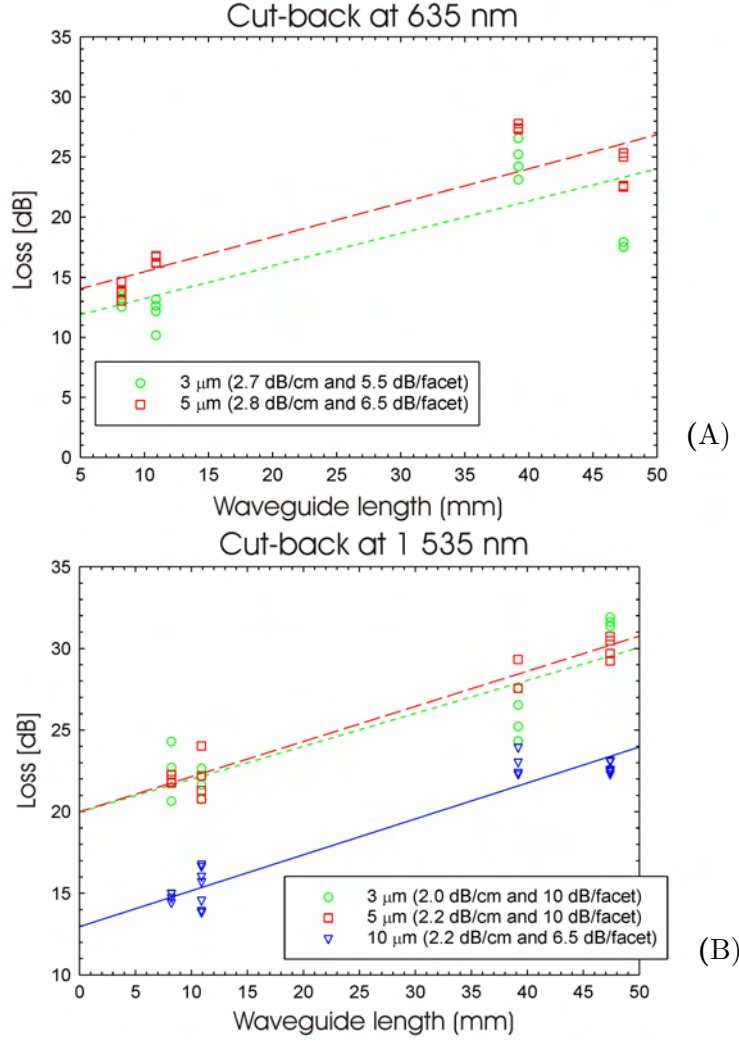 Cut-back at 635 nm
35
30
25
20
15
10
5
0
Loss [dB]
3 μm (2.7 dB/cm and 5.5 dB/facet)
5 μm (2.8 dB/cm and 6.5 dB/facet)
5 10 15 20 25 30 35 40 45 50
Waveguide length (mm)
(A)
Cut-back at 1 535 nm
35
30
25
20
15
10
Loss [dB]
3 μm (2.0 dB/cm and 10 dB/facet)
5 μm (2.2 dB/cm and 10 dB/facet)
10 μm (2.2 dB/cm and 6.5 dB/facet)
0 5 10 15 20 25 30 35 40 45 50
Waveguide length (mm)
(B)